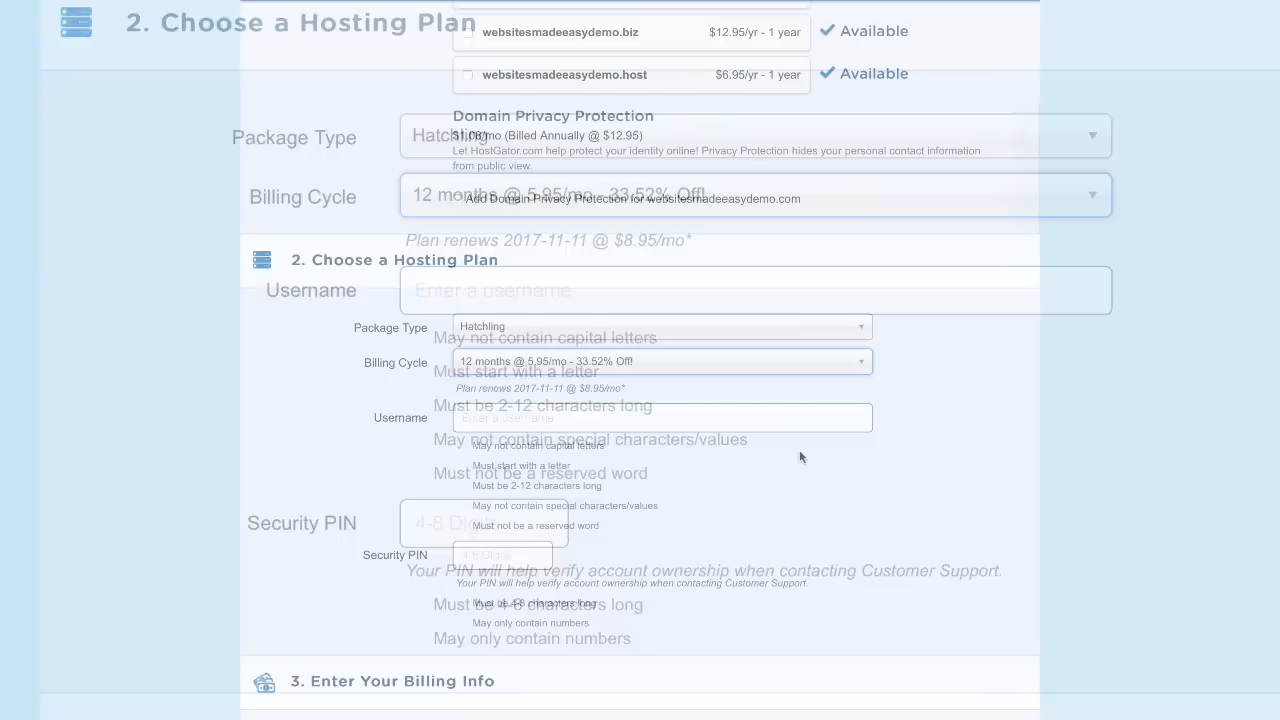 2. Choose a Hosting Plan
websitesmadeeasydemo.biz $12.95/yr - 1 year Available
websitesmadeeasydemo.host $6.95/yr - 1 year Available
Domain Privacy Protection
$1.08/mo (Billed Annually @ $12.95)
Package Type Hatchling
Let HostGator.com help protect your identity online! Privacy Protection hides your personal contact information
from public view.
Billing Cycle 12 months @ 5.95/mo - 33.52% Off!
Add Domain Privacy Protection for websitesmadeeasydemo.com
Plan renews 2017-11-11 @ $8.95/mo*
2. Choose a Hosting Plan
Username Enter a username
Package Type Hatchling
May not contain capital letters
Billing Cycle 12 months @ 5.95/mo - 33.52% Off!
Must start with a letter
Plan renews 2017-11-11 @ $8.95/mo*
Must be 2-12 characters long
Username Enter a username
May not contain special characters/values
May not contain capital letters
Must start with a letter
Must not be a reserved word
Must be 2-12 characters long
May not contain special characters/values
Security PIN 4-8 Digits
Must not be a reserved word
Security PIN 4-8 Digits
Your PIN will help verify account ownership when contacting Customer Support.
Your PIN will help verify account ownership when contacting Customer Support.
Must be 4-8 characters long
Must be 4-8 characters long
May only contain numbers
May only contain numbers
3. Enter Your Billing Info